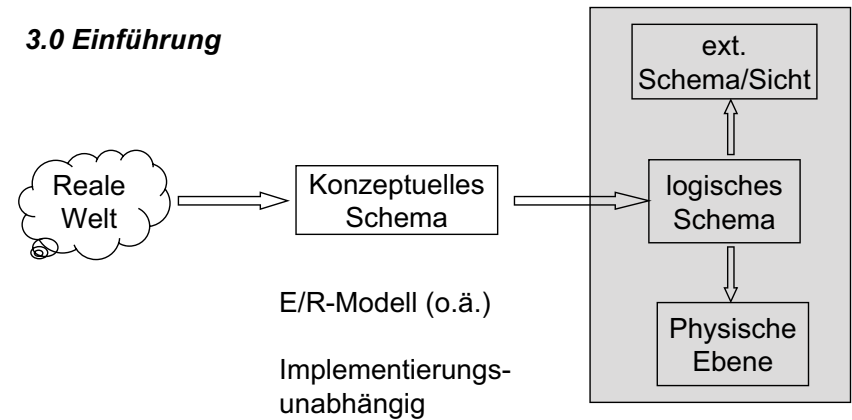 3.0 Einführung
ext.
Schema/Sicht
Reale
Welt
Konzeptuelles
Schema
logisches
Schema
E/R-Modell (o.ä.)
Implementierungs-
unabhängig
Physische
Ebene